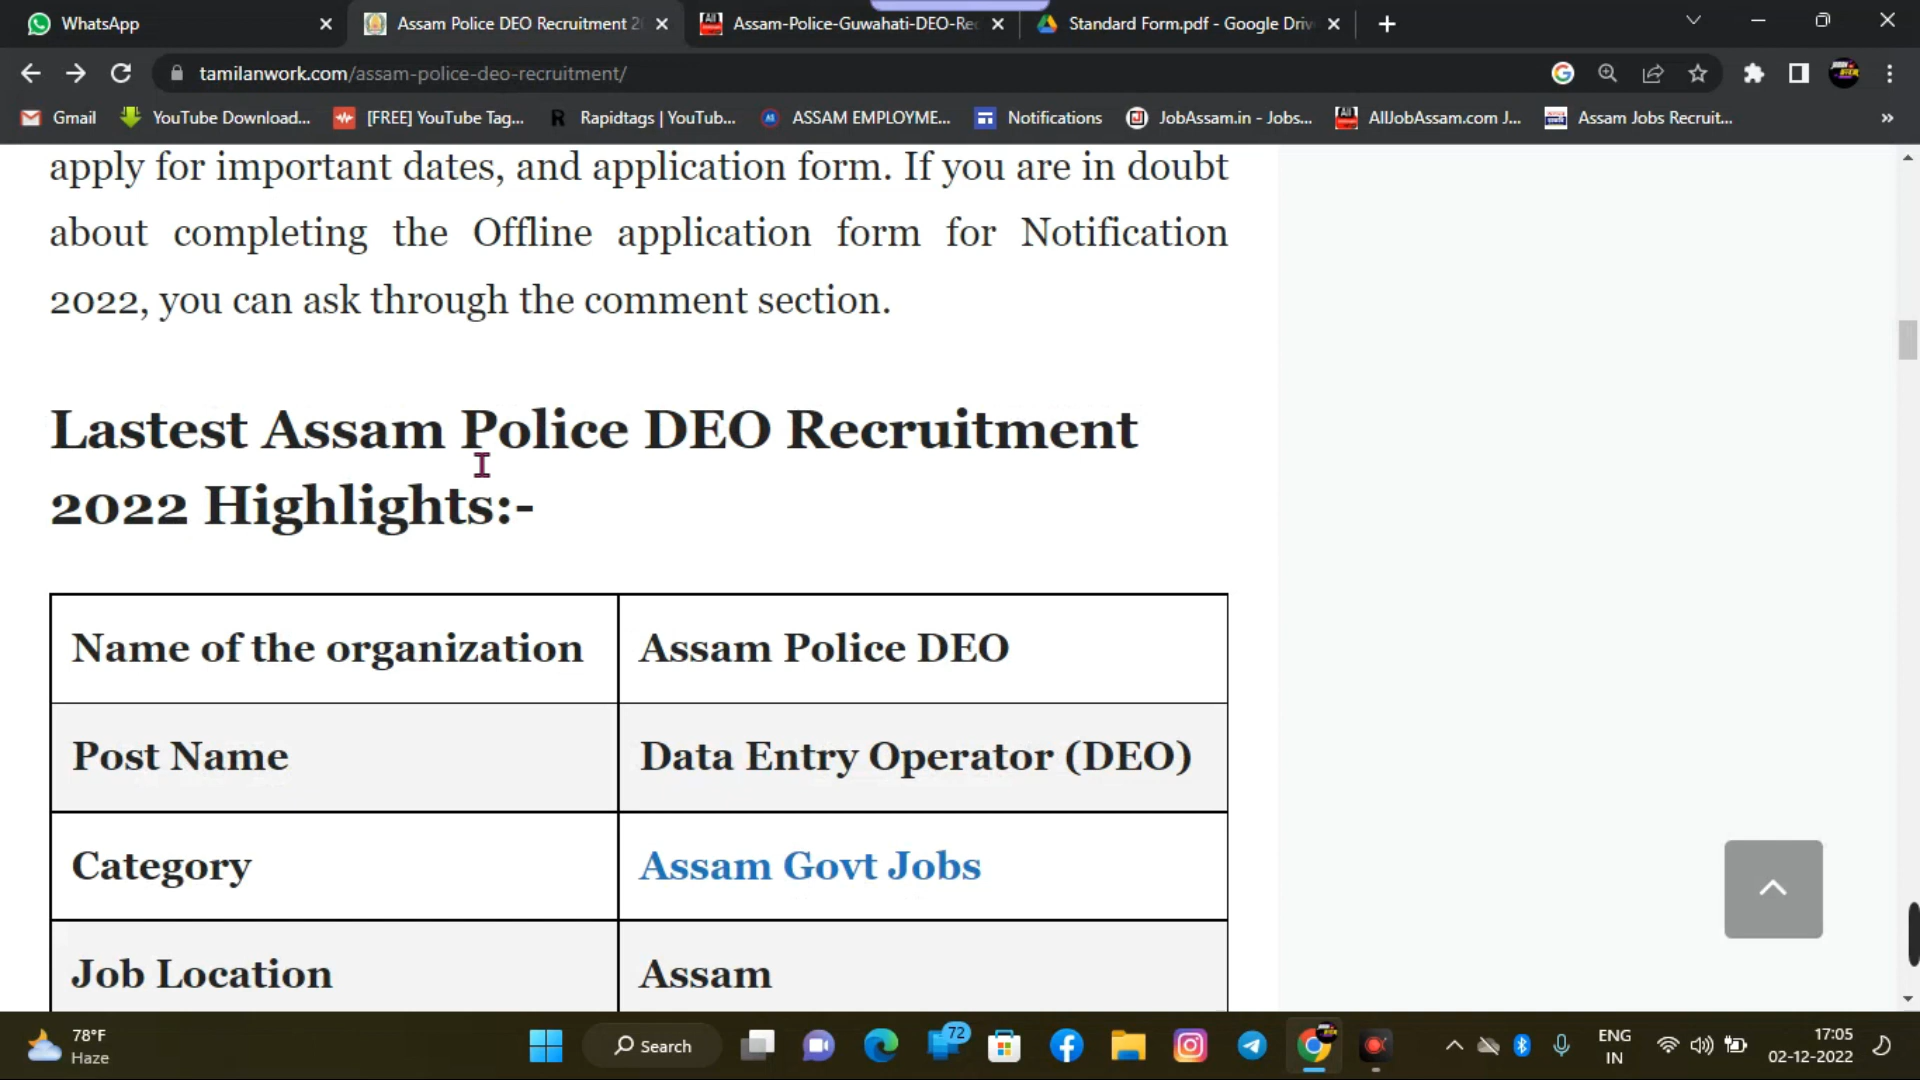 WhatsApp
Assam Police DEO Recruitment 2
Assam-Police-Guwahati-DEO-Re
Standard Form.pdf - Google Driv
tamilanwork.com/assam-police-deo-recruitment/
Gmail
YouTube Download...
[FREE] YouTube Tag...
Rapidtags | YouTub...
ASSAM EMPLOYME...
Notifications
JobAssam.in - Jobs...
AllJobAssam.com J...
Assam Jobs Recruit...
»
apply for important dates, and application form. If you are in doubt
about completing the Offline application form for Notification
2022, you can ask through the comment section.
Lastest Assam Police DEO Recruitment
2022 Highlights:-
Name of the organization Assam Police DEO
Post Name Data Entry Operator (DEO)
Category Assam Govt Jobs
Job Location Assam
78°F
Haze
Search
72
ENG
IN
17:05
02-12-2022